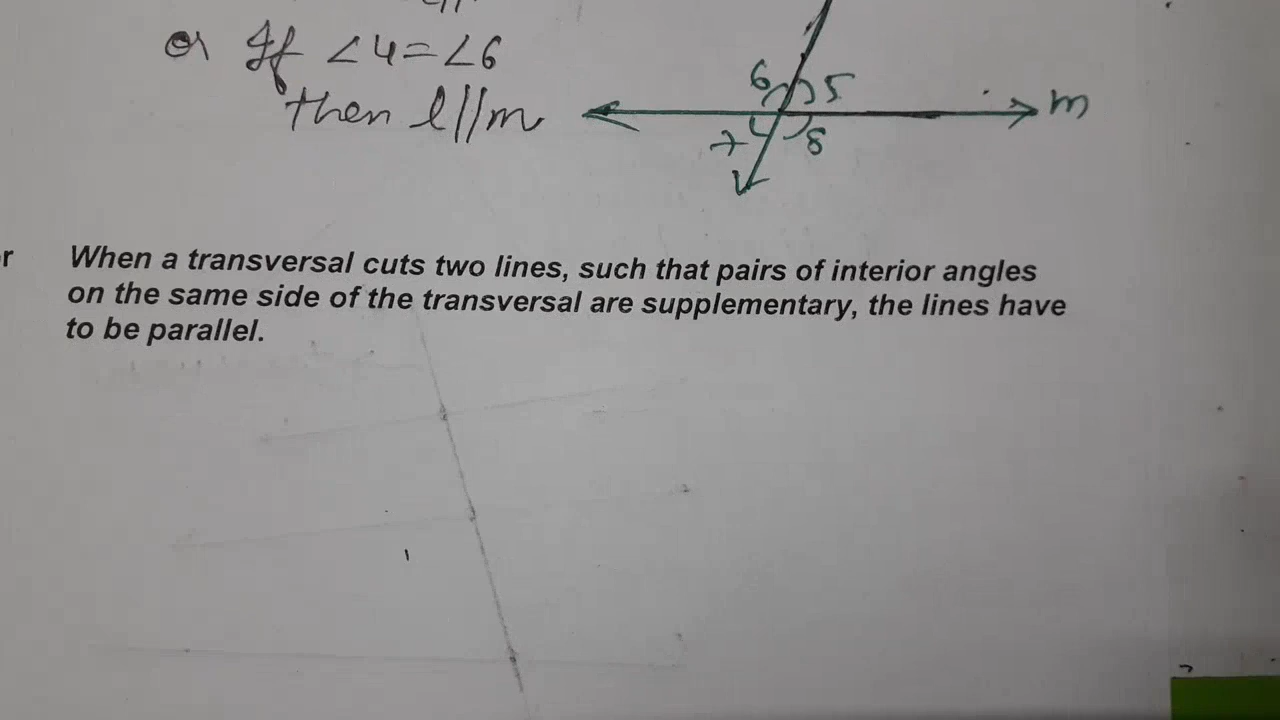 or If ∠4=∠6
then l//m
6 5
m
7 8
r When a transversal cuts two lines, such that pairs of interior angles
on the same side of the transversal are supplementary, the lines have
to be parallel.